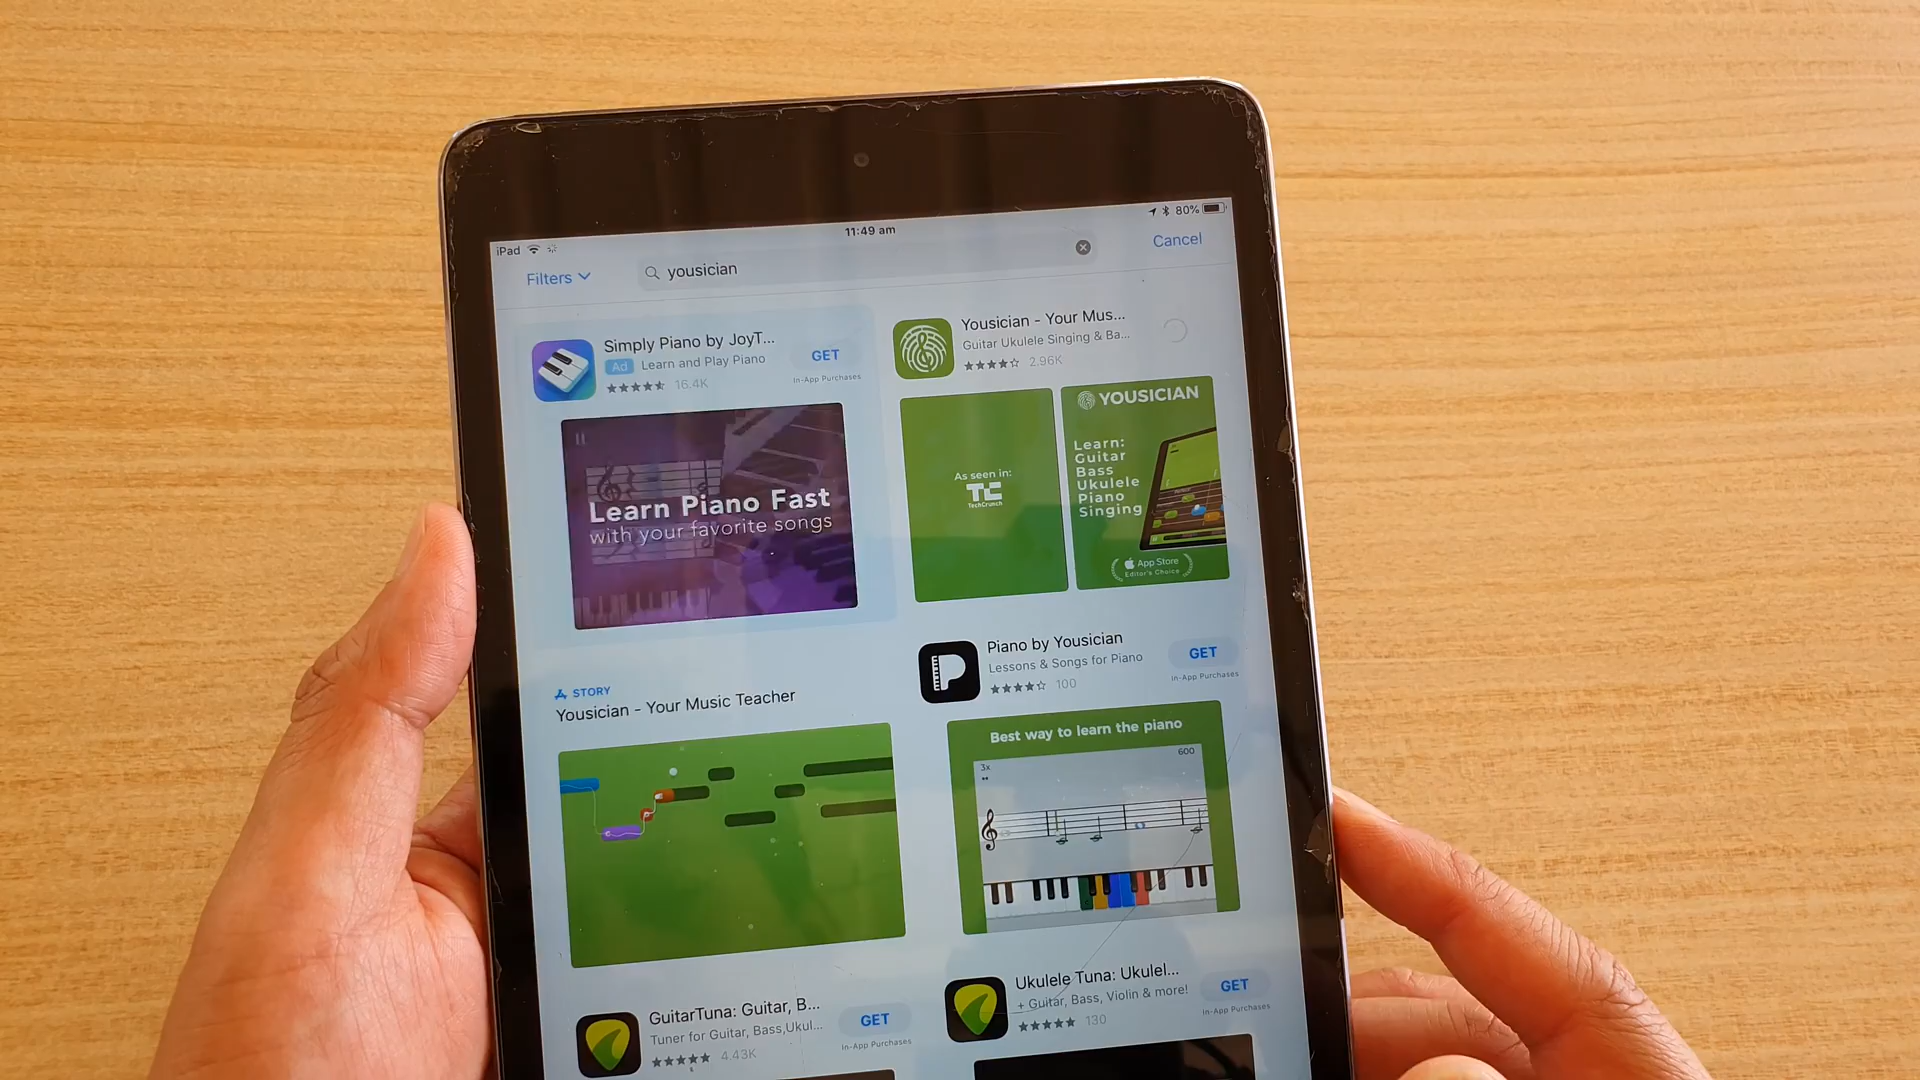 iPad
11:49 am
80%
Filters
yousician
Cancel
Simply Piano by JoyT...
Ad Learn and Play Piano
16.4K
GET
In-App Purchases
Learn Piano Fast
with your favorite songs
Yousician - Your Mus...
Guitar Ukulele Singing & Ba...
2.96K
As seen in:
TC
TechCrunch
YOUSICIAN
Learn:
Guitar
Bass
Ukulele
Piano
Singing
App Store
Editor's Choice
STORY
Yousician - Your Music Teacher
Piano by Yousician
Lessons & Songs for Piano
100
GET
In-App Purchases
Best way to learn the piano
3x
600
GuitarTuna: Guitar, B...
Tuner for Guitar, Bass,Ukul...
4.43K
GET
In-App Purchases
Ukulele Tuna: Ukulel...
+ Guitar, Bass, Violin & more!
130
GET
In-App Purchases